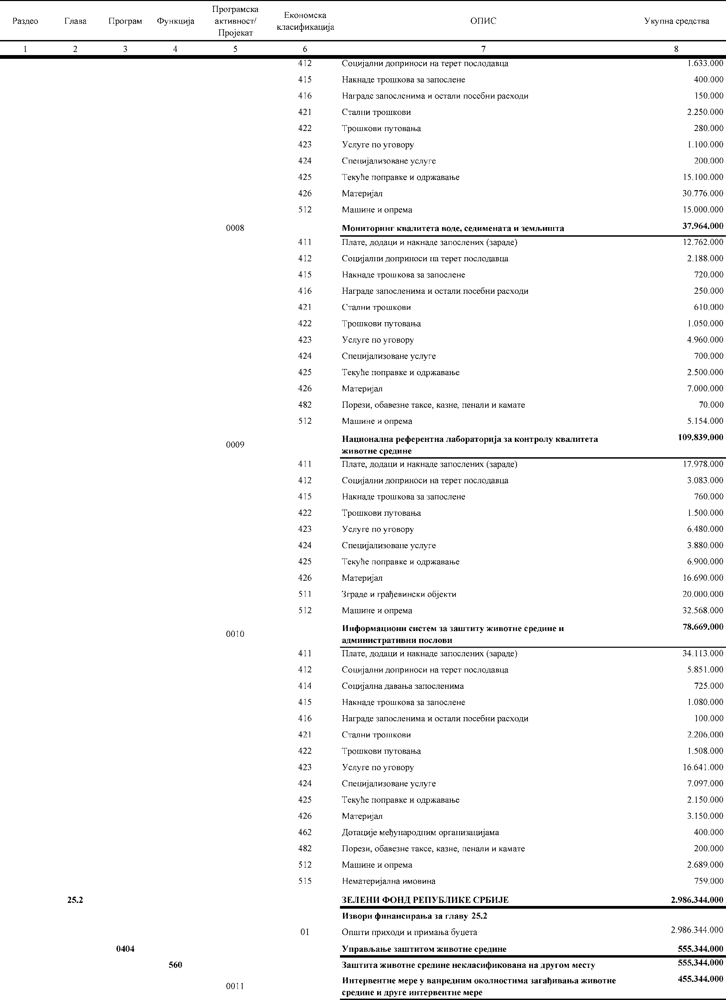 Раздео Глава Програм Функција Програмска активност/ Пројекат Економска класификација ОПИС Укупна средства
1 2 3 4 5 6 7 8
412 Социјални доприноси на терет послодавца 1.633.000
415 Накнаде трошкова за запослене 400.000
416 Награде запосленима и остали посебни расходи 150.000
421 Стални трошкови 2.250.000
422 Трошкови путовања 280.000
423 Услуге по уговору 1.100.000
424 Специјализоване услуге 200.000
425 Текуће поправке и одржавање 15.100.000
426 Материјал 30.776.000
512 Машине и опрема 15.000.000
0008 Мониторинг квалитета воде, седимената и земљишта 37.964.000
411 Плате, додаци и накнаде запослених (зараде) 12.762.000
412 Социјални доприноси на терет послодавца 2.188.000
415 Накнаде трошкова за запослене 720.000
416 Награде запосленима и остали посебни расходи 250.000
421 Стални трошкови 610.000
422 Трошкови путовања 1.050.000
423 Услуге по уговору 4.960.000
424 Специјализоване услуге 700.000
425 Текуће поправке и одржавање 2.500.000
426 Материјал 7.000.000
482 Порези, обавезне таксе, казне, пенали и камате 70.000
512 Машине и опрема 5.154.000
0009 Национална референтна лабораторија за контролу квалитета 109.839.000
животне средине
411 Плате, додаци и накнаде запослених (зараде) 17.978.000
412 Социјални доприноси на терет послодавца 3.083.000
415 Накнаде трошкова за запослене 760.000
422 Трошкови путовања 1.500.000
423 Услуге по уговору 6.480.000
424 Специјализоване услуге 3.880.000
425 Текуће поправке и одржавање 6.900.000
426 Материјал 16.690.000
511 Зграде и грађевински објекти 20.000.000
512 Машине и опрема 32.568.000
0010 Информациони систем за заштиту животне средине и 78.669.000
административни послови
411 Плате, додаци и накнаде запослених (зараде) 34.113.000
412 Социјални доприноси на терет послодавца 5.851.000
414 Социјална давања запосленима 725.000
415 Накнаде трошкова за запослене 1.080.000
416 Награде запосленима и остали посебни расходи 100.000
421 Стални трошкови 2.206.000
422 Трошкови путовања 1.508.000
423 Услуге по уговору 16.641.000
424 Специјализоване услуге 7.097.000
425 Текуће поправке и одржавање 2.150.000
426 Материјал 3.150.000
462 Дотације међународним организацијама 400.000
482 Порези, обавезне таксе, казне, пенали и камате 200.000
512 Машине и опрема 2.689.000
515 Нематеријална имовина 759.000
25.2 ЗЕЛЕНИ ФОНД РЕПУБЛИКЕ СРБИЈЕ 2.986.344.000
Извори финансирања за главу 25.2
01 Општи приходи и примања буџета 2.986.344.000
0404 Управљање заштитом животне средине 555.344.000
560 Заштита животне средине некласификована на другом месту 555.344.000
0011 Интервентне мере у ванредним околностима загађивања животне 455.344.000
средине и друге интервентне мере